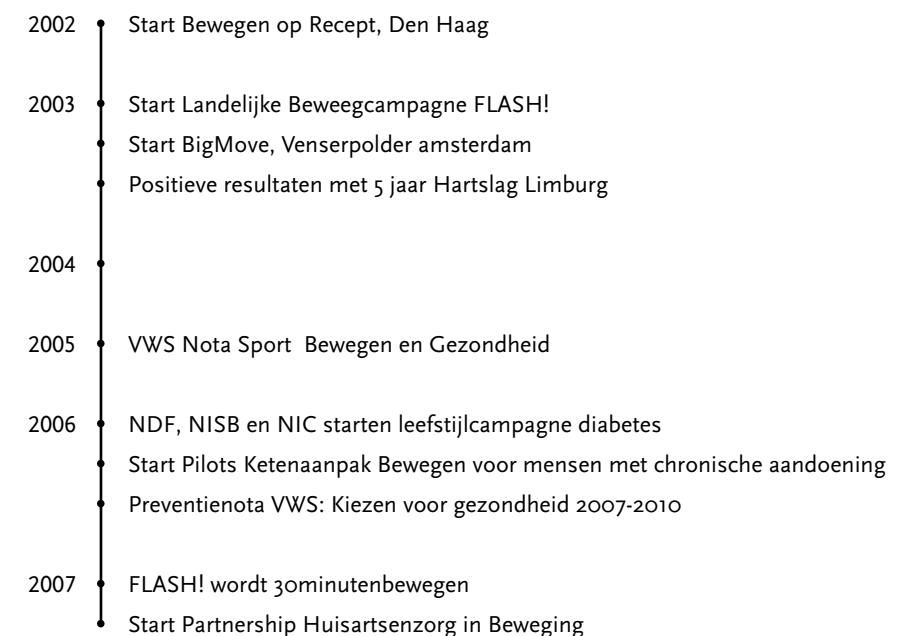 2002 Start Bewegen op Recept, Den Haag
2003 Start Landelijke Beweegcampagne FLASH!
Start BigMove, Venserpolder amsterdam
Positieve resultaten met 5 jaar Hartslag Limburg
2004
2005 VWS Nota Sport  Bewegen en Gezondheid
2006 NDF, NISB en NIC starten leefstijlcampagne diabetes
Start Pilots Ketenaanpak Bewegen voor mensen met chronische aandoening
Preventienota VWS: Kiezen voor gezondheid 2007-2010
2007 FLASH! wordt 30minutenbewegen
Start Partnership Huisartsenzorg in Beweging